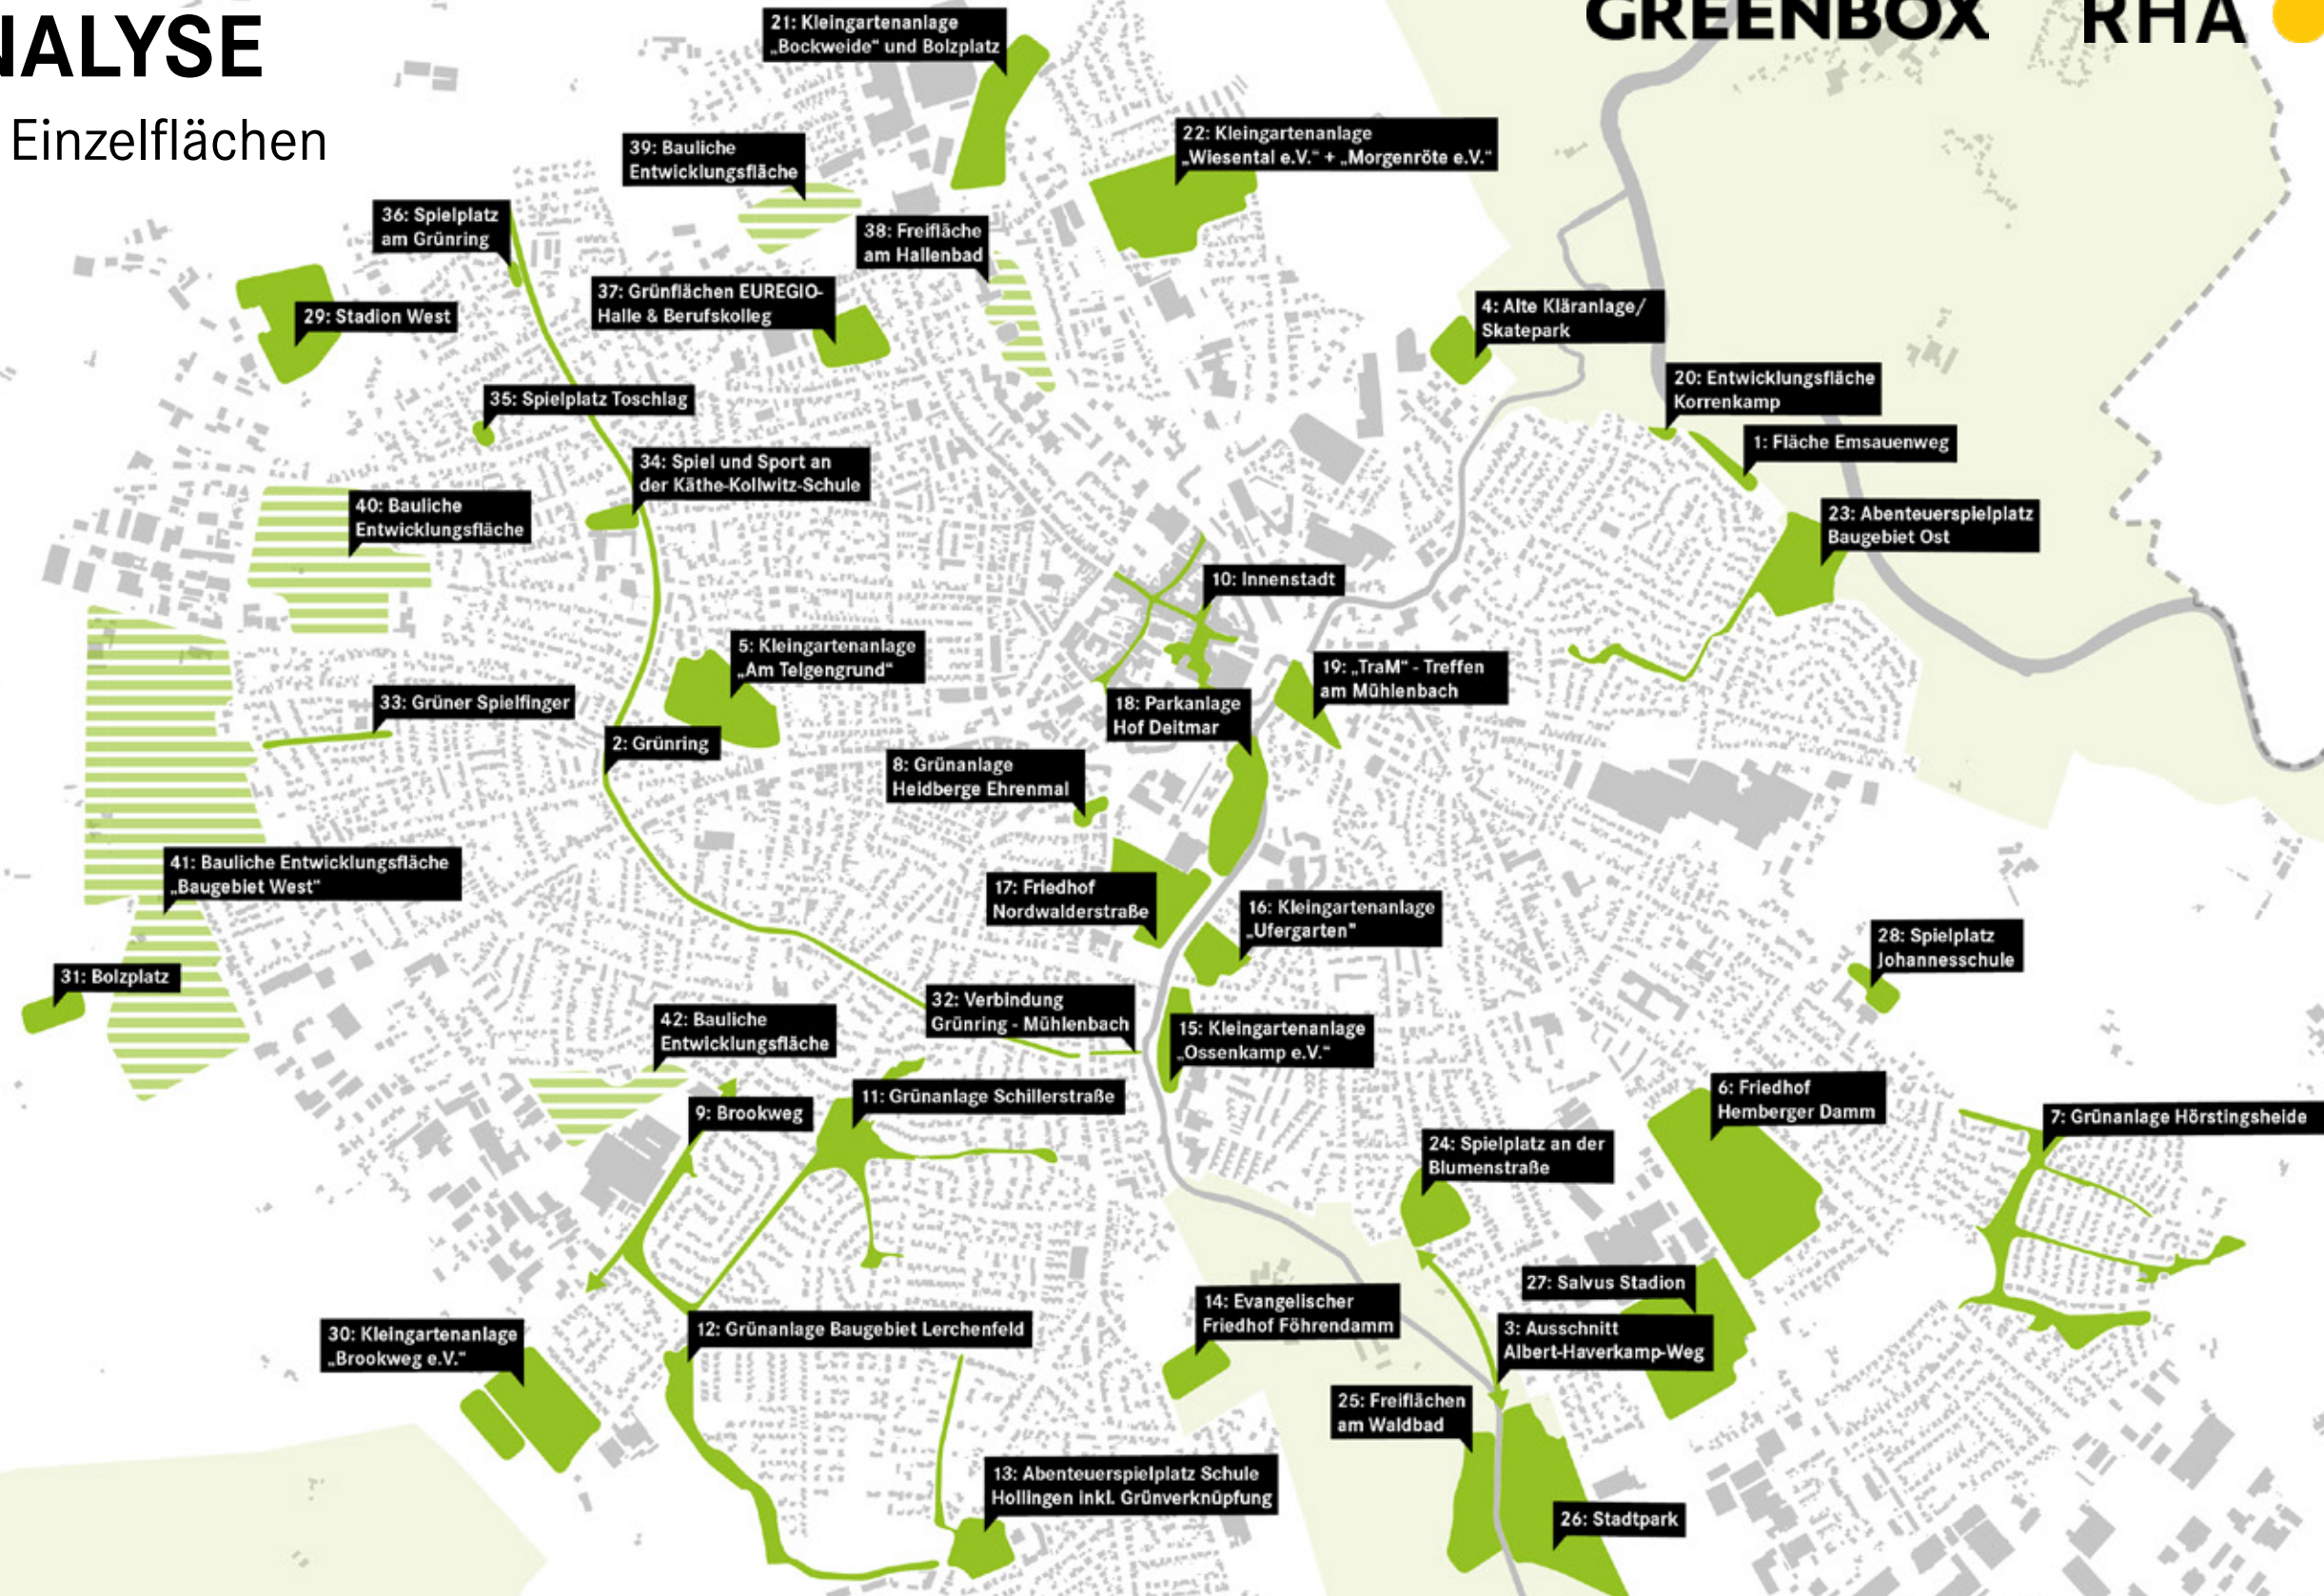 NALYSE
Einzelflächen
GREENBOX
RHA
21: Kleingartenanlage
„Bockweide“ und Bolzplatz
22: Kleingartenanlage
„Wiesental e.V.“ + „Morgenröte e.V.“
39: Bauliche
Entwicklungsfläche
36: Spielplatz
am Grünring
38: Freifläche
am Hallenbad
37: Grünflächen EUREGIO-
Halle & Berufskolleg
29: Stadion West
4: Alte Kläranlage/
Skatepark
20: Entwicklungsfläche
Korrenkamp
35: Spielplatz Toschlag
1: Fläche Emsauenweg
34: Spiel und Sport an
der Käthe-Kollwitz-Schule
40: Bauliche
Entwicklungsfläche
23: Abenteuerspielplatz
Baugebiet Ost
10: Innenstadt
5: Kleingartenanlage
„Am Telgengrund“
19: „TraM“ - Treffen
am Mühlenbach
33: Grüner Spielfinger
18: Parkanlage
Hof Deitmar
2: Grünring
8: Grünanlage
Heidberge Ehrenmal
41: Bauliche Entwicklungsfläche
„Baugebiet West“
17: Friedhof
Nordwalderstraße
16: Kleingartenanlage
„Ufergarten“
28: Spielplatz
Johannesschule
31: Bolzplatz
32: Verbindung
Grünring - Mühlenbach
42: Bauliche
Entwicklungsfläche
15: Kleingartenanlage
„Ossenkamp e.V.“
11: Grünanlage Schillerstraße
9: Brookweg
6: Friedhof
Hemberger Damm
7: Grünanlage Hörstingsheide
24: Spielplatz an der
Blumenstraße
27: Salvus Stadion
14: Evangelischer
Friedhof Föhrendamm
3: Ausschnitt
Albert-Haverkamp-Weg
30: Kleingartenanlage
„Brookweg e.V.“
12: Grünanlage Baugebiet Lerchenfeld
25: Freiflächen
am Waldbad
13: Abenteuerspielplatz Schule
Hollingen inkl. Grünverknüpfung
26: Stadtpark